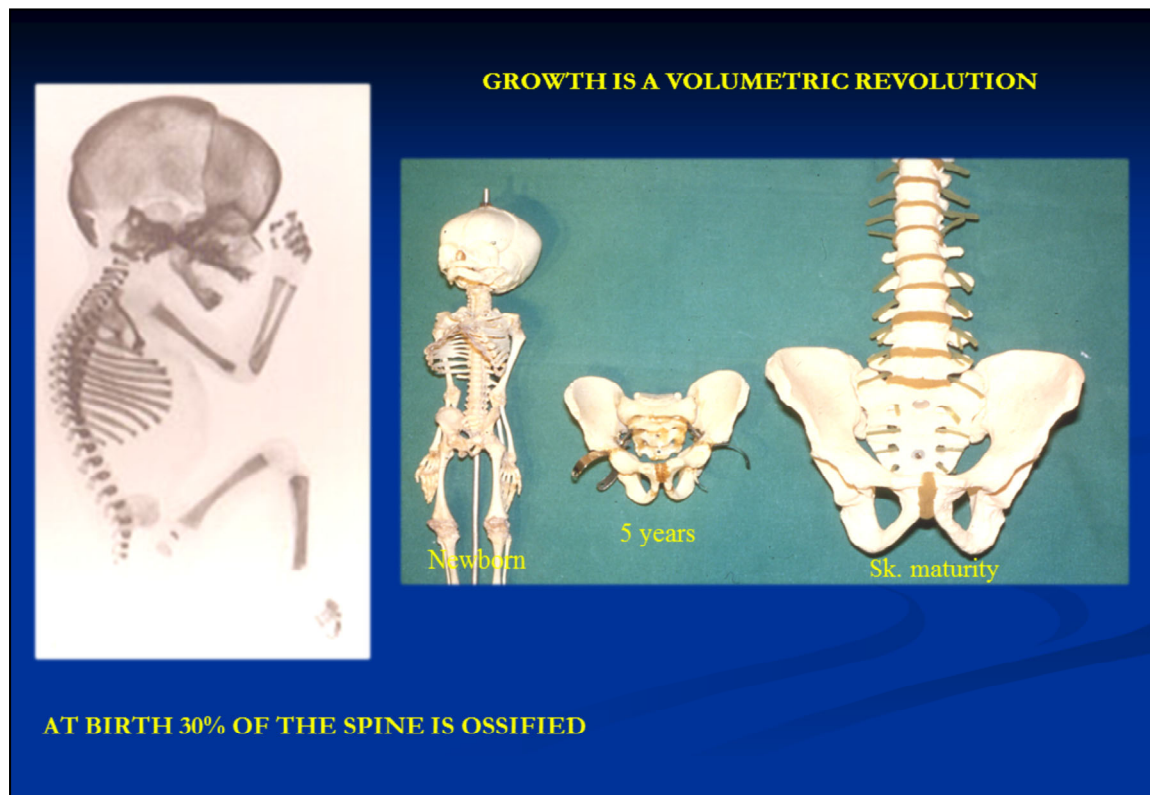 GROWTH IS A VOLUMETRIC REVOLUTION
Newborn
5 years
Sk. maturity
AT BIRTH 30% OF THE SPINE IS OSSIFIED